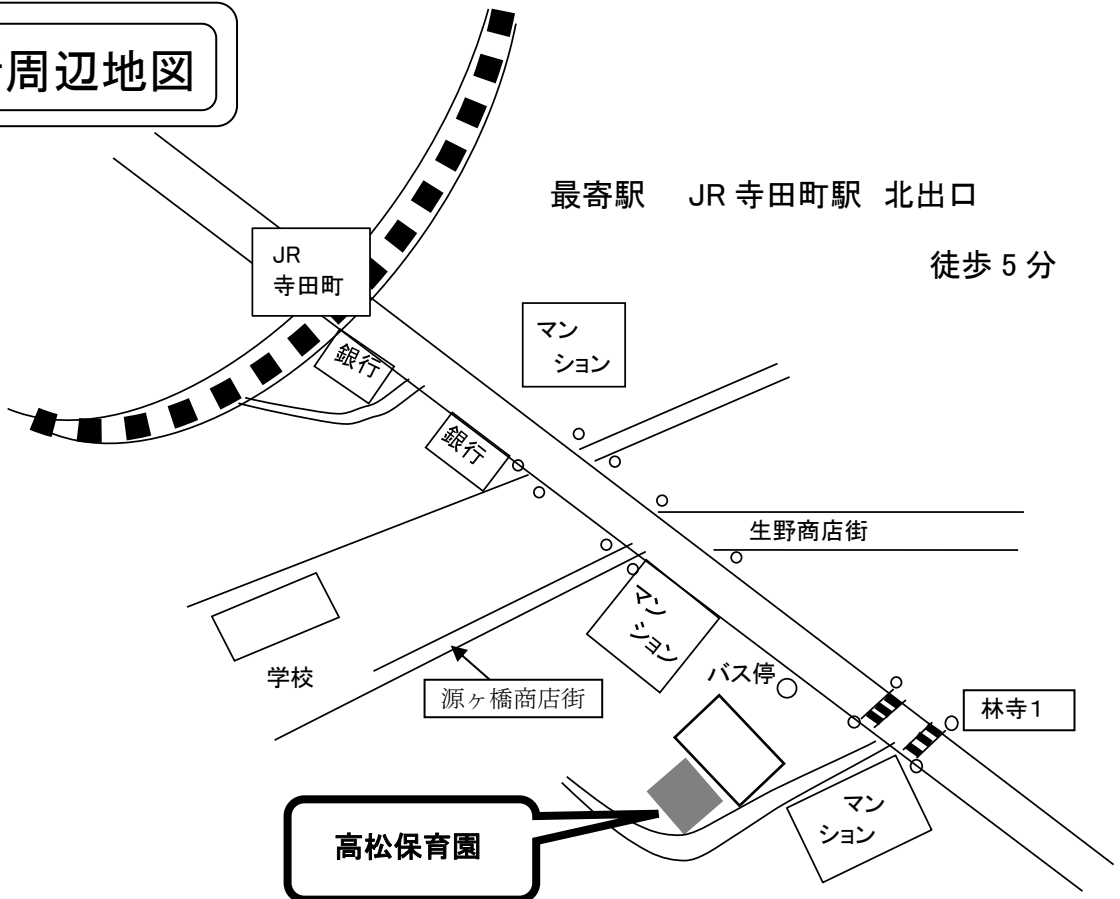 周辺地図
最寄駅 JR 寺田町駅 北出口
徒歩 5 分
JR
寺田町
マン
ション
銀行
銀行
生野商店街
マン
ション
学校
バス停
源ヶ橋商店街
林寺1
マン
ション
高松保育園